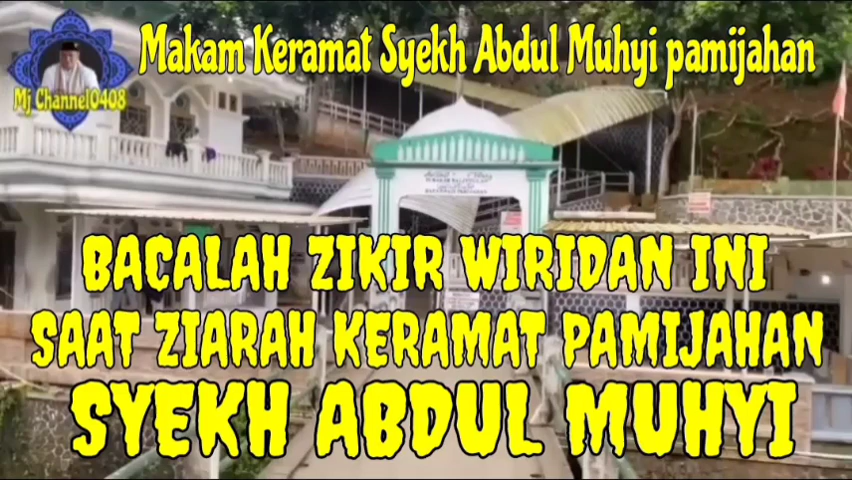 Makam Keramat Syekh Abdul Muhyi pamijahan
Mj Channel0408
BACALAH ZIKIR WIRIDAN INI
SAAT ZIARAH KERAMAT PAMIJAHAN
SYEKH ABDUL MUHYI